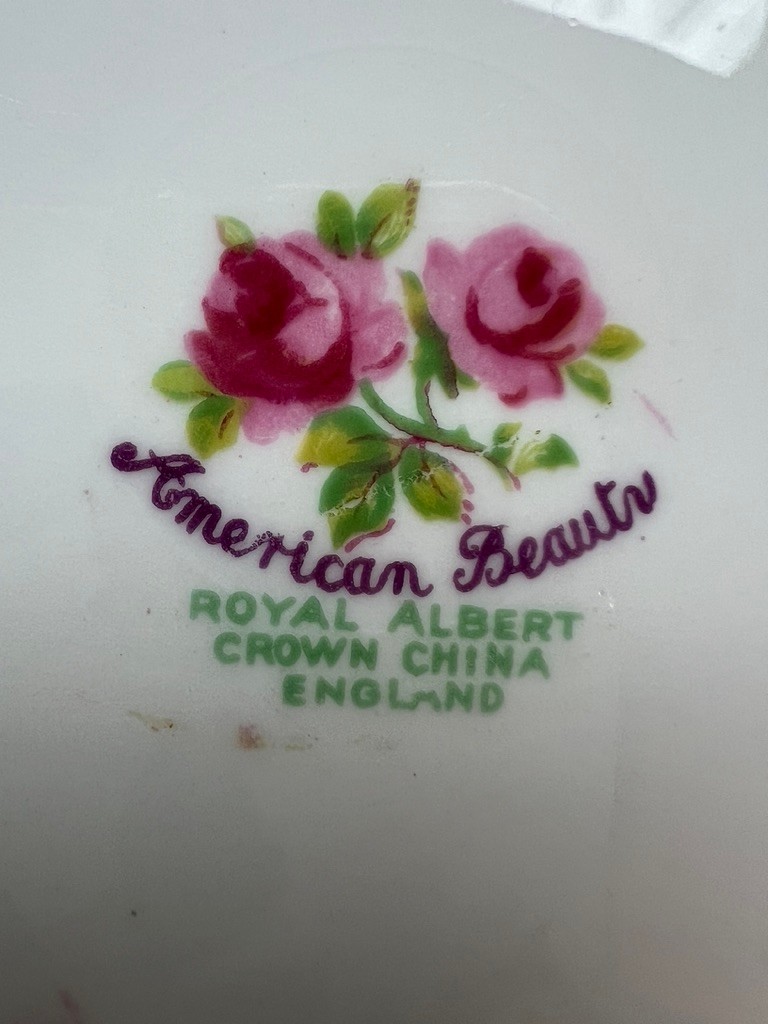 American Beauty
ROYAL ALBERT
CROWN CHINA
ENGLAND